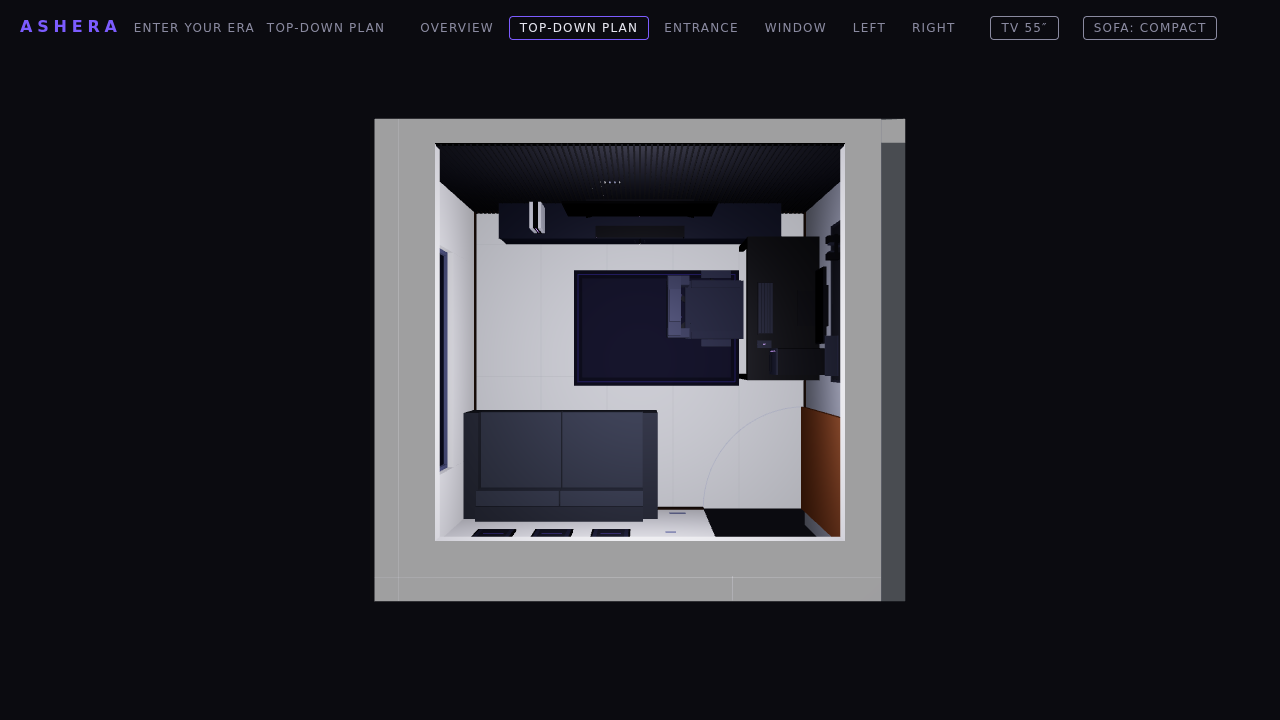 ASHERA ENTER YOUR ERA TOP-DOWN PLAN OVERVIEW TOP-DOWN PLAN ENTRANCE WINDOW LEFT RIGHT TV 55″ SOFA: COMPACT